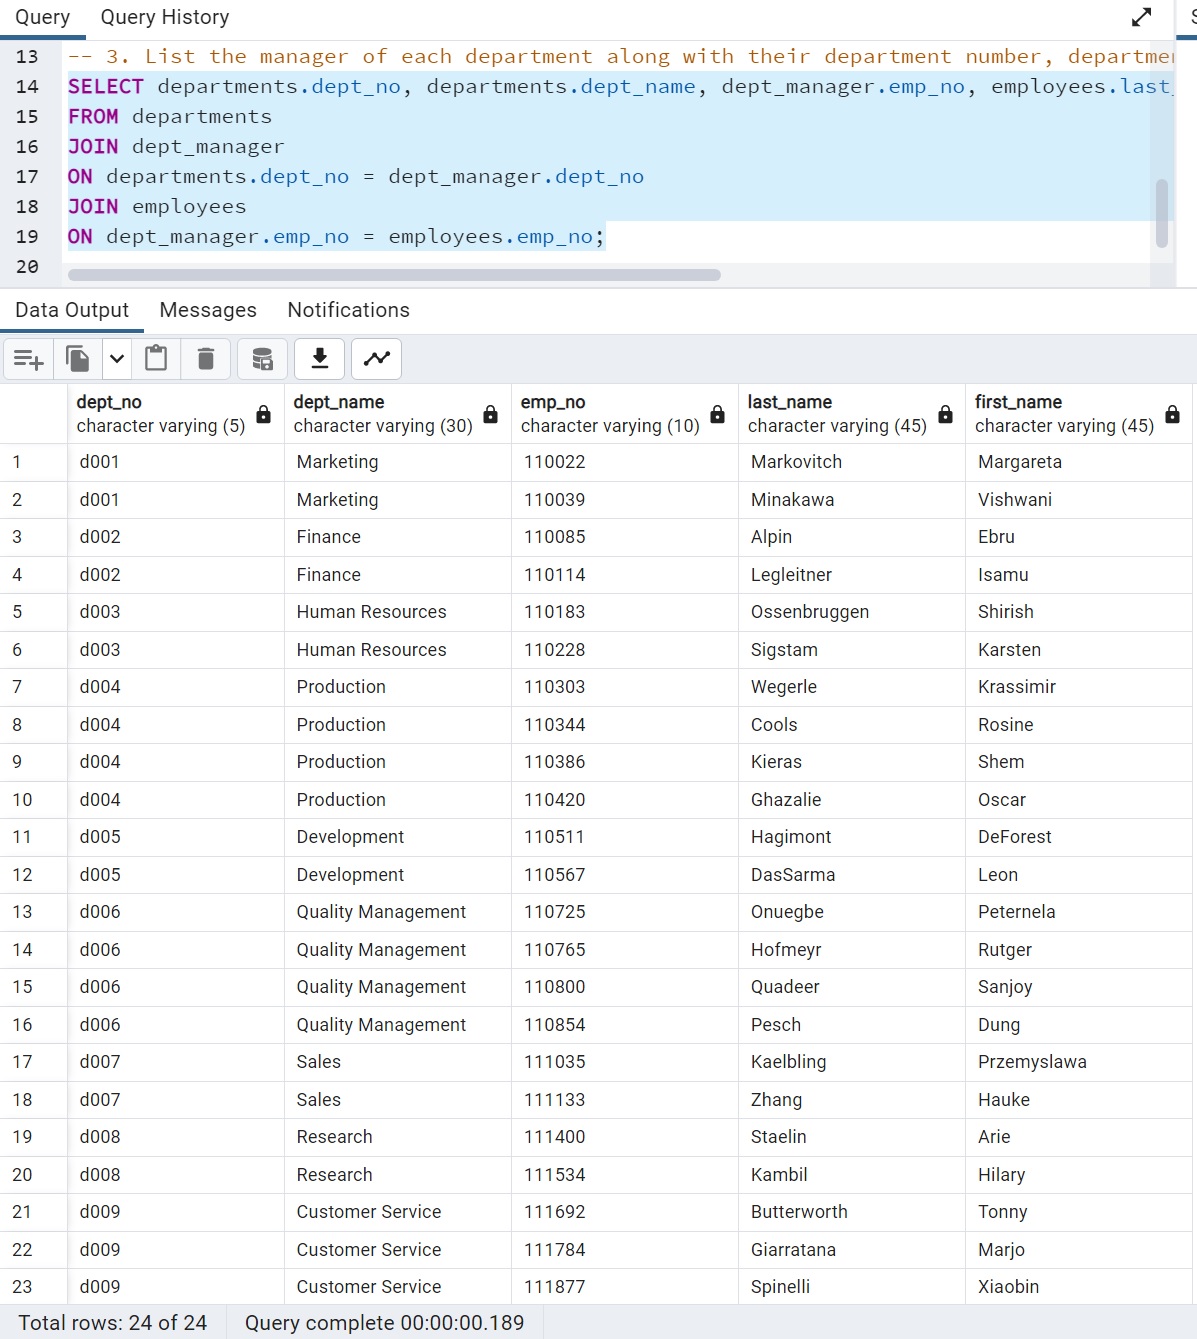 Query Query History
13 -- 3. List the manager of each department along with their department number,
14 SELECT departments.dept_no, departments.dept_name, dept_manager.emp_no, employees.last_
15 FROM departments
16 JOIN dept_manager
17 ON departments.dept_no = dept_manager.dept_no
18 JOIN employees
19 ON dept_manager.emp_no = employees.emp_no;
20
Data Output Messages Notifications
dept_no dept_name emp_no last_name first_name
character varying (5) character varying (30) character varying (10) character varying (45) character varying (45)
1 d001 Marketing 110022 Markovitch Margareta
2 d001 Marketing 110039 Minakawa Vishwani
3 d002 Finance 110085 Alpin Ebru
4 d002 Finance 110114 Legleitner Isamu
5 d003 Human Resources 110183 Ossenbruggen Shirish
6 d003 Human Resources 110228 Sigstam Karsten
7 d004 Production 110303 Wegerle Krassimir
8 d004 Production 110344 Cools Rosine
9 d004 Production 110386 Kieras Shem
10 d004 Production 110420 Ghazalie Oscar
11 d005 Development 110511 Hagimont DeForest
12 d005 Development 110567 DasSarma Leon
13 d006 Quality Management 110725 Onuegbe Peternela
14 d006 Quality Management 110765 Hofmeyr Rutger
15 d006 Quality Management 110800 Quadeer Sanjoy
16 d006 Quality Management 110854 Pesch Dung
17 d007 Sales 111035 Kaelbling Przemyslawa
18 d007 Sales 111133 Zhang Hauke
19 d008 Research 111400 Staelin Arie
20 d008 Research 111534 Kambil Hilary
21 d009 Customer Service 111692 Butterworth Tonny
22 d009 Customer Service 111784 Giarratana Marjo
23 d009 Customer Service 111877 Spinelli Xiaobin
Total rows: 24 of 24 Query complete 00:00:00.189